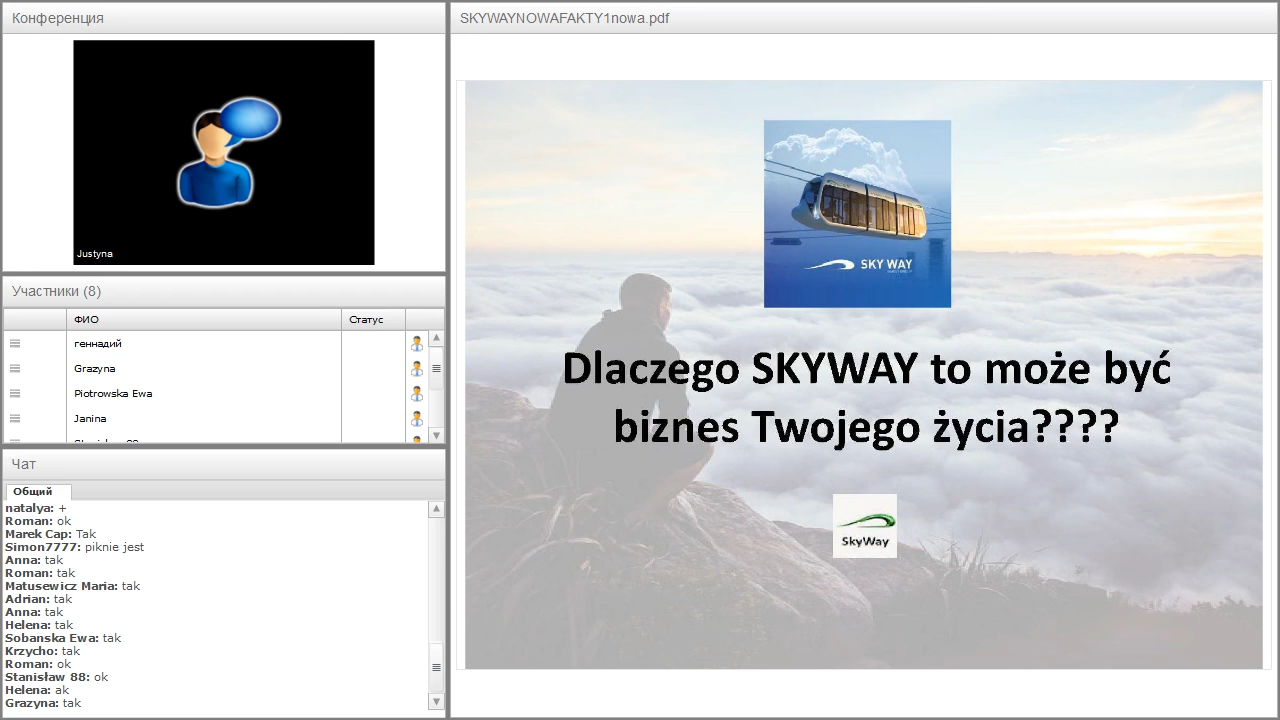 Конференция
Justyna
Участники (8)
ФИО
Статус
геннадий
Grazyna
Piotrowska Ewa
Janina
Чат
Общий
natalya: +
Roman: ok
Marek Cap: Tak
Simon7777: piknie jest
Anna: tak
Roman: tak
Matusewicz Maria: tak
Adrian: tak
Anna: tak
Helena: tak
Sobanska Ewa: tak
Krzycho: tak
Roman: ok
Stanisław 88: ok
Helena: ak
Grazyna: tak
SKYWAYNOWAFAKTY1nowa.pdf
SKY WAY
Dlaczego SKYWAY to może być
biznes Twojego życia????
SkyWay